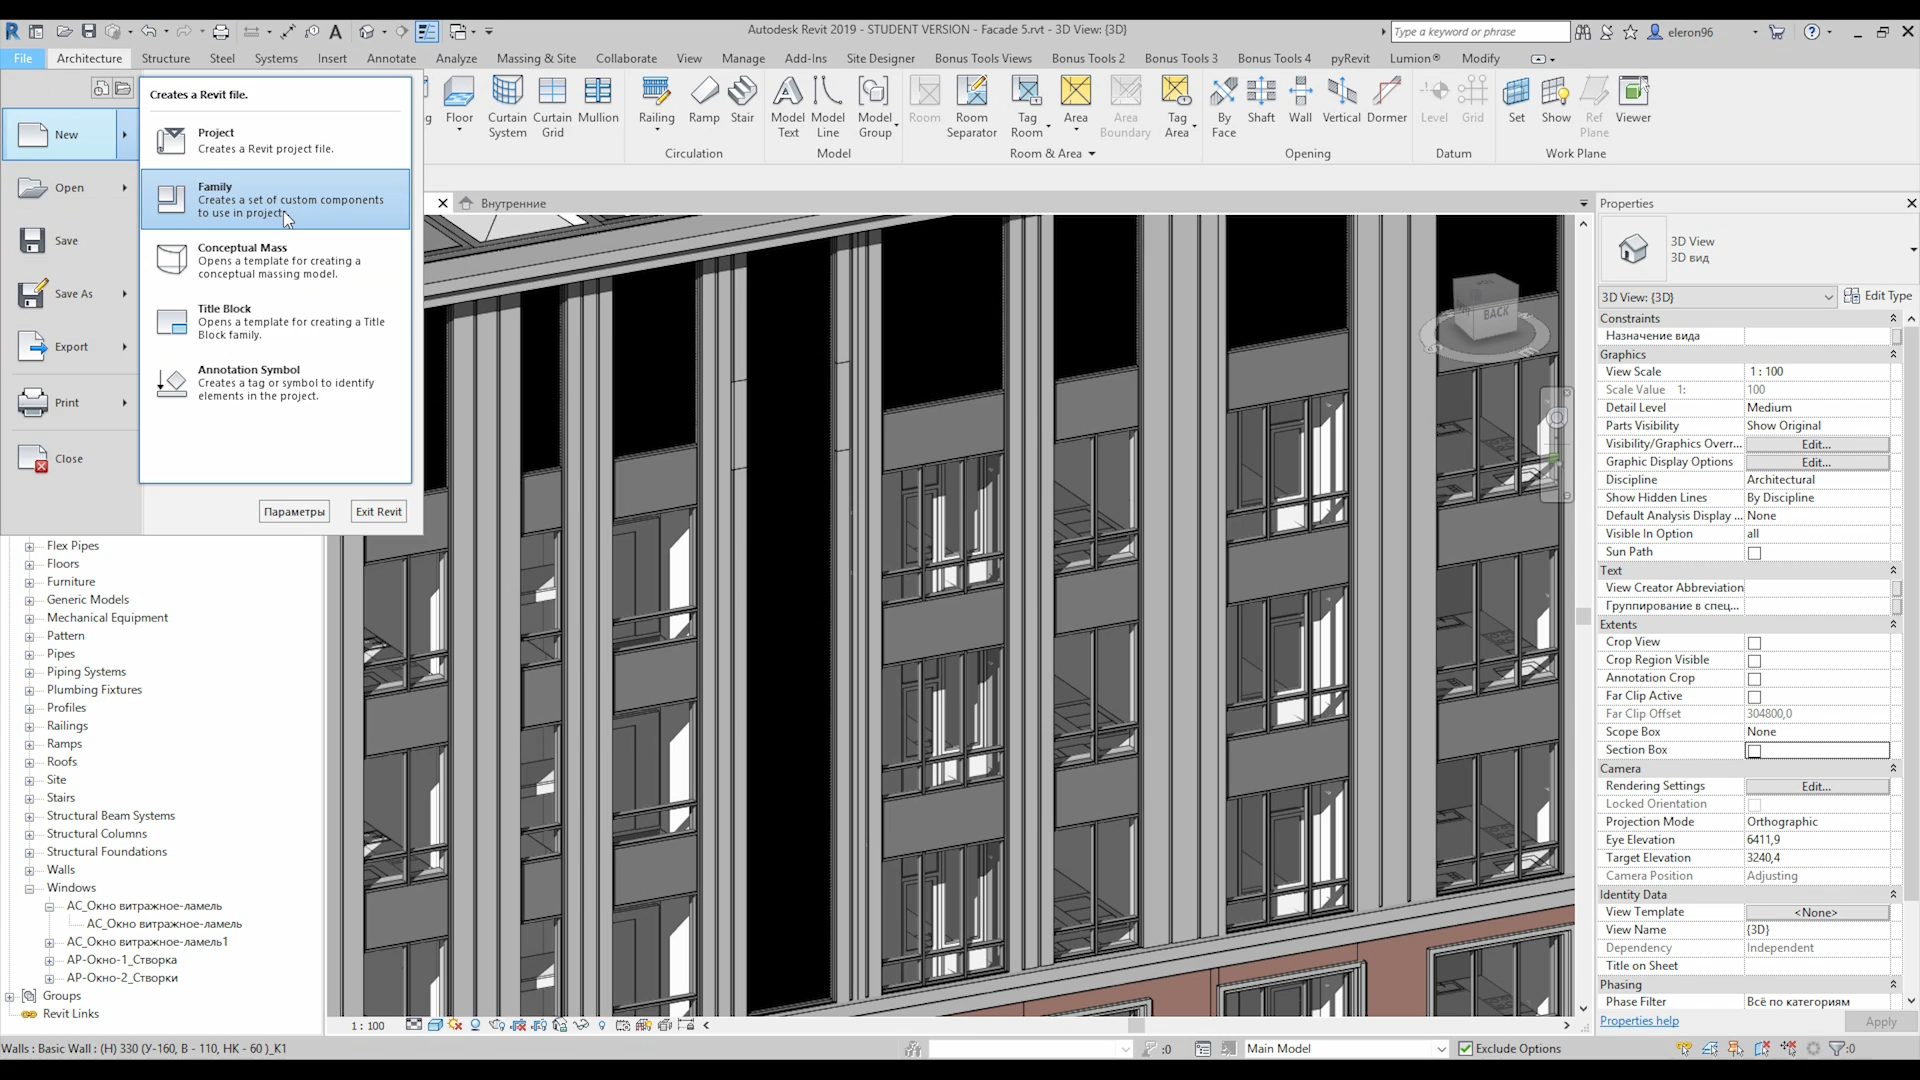 Autodesk Revit 2019 - STUDENT VERSION - Facade 5.rvt - 3D View: {3D}
Type a keyword or phrase
eleron96
File
Architecture
Structure
Steel
Systems
Insert
Annotate
Analyze
Massing & Site
Collaborate
View
Manage
Add-Ins
Site Designer
Bonus Tools Views
Bonus Tools 2
Bonus Tools 3
Bonus Tools 4
pyRevit
Lumion®
Modify
Creates a Revit file.
New
Project
Creates a Revit project file.
Family
Creates a set of custom components
to use in projects.
Conceptual Mass
Opens a template for creating a
conceptual massing model.
Title Block
Opens a template for creating a Title
Block family.
Annotation Symbol
Creates a tag or symbol to identify
elements in the project.
Open
Save
Save As
Export
Print
Close
Параметры
Exit Revit
Floor
Curtain
System
Curtain
Grid
Mullion
Railing
Ramp
Stair
Circulation
Model
Text
Model
Line
Model
Group
Model
Room
Room
Separator
Tag
Room
Area
Area
Boundary
Tag
Area
Room & Area
By
Face
Shaft
Wall
Vertical
Dormer
Opening
Level
Grid
Datum
Set
Show
Ref
Plane
Viewer
Work Plane
Внутренние
BACK
Properties
3D View
3D вид
3D View: {3D}
Edit Type
Constraints
Назначение вида
Graphics
View Scale 1 : 100
Scale Value 1: 100
Detail Level Medium
Parts Visibility Show Original
Visibility/Graphics Overr... Edit...
Graphic Display Options Edit...
Discipline Architectural
Show Hidden Lines By Discipline
Default Analysis Display ... None
Visible In Option all
Sun Path
Text
View Creator Abbreviation
Группирование в спец...
Extents
Crop View
Crop Region Visible
Annotation Crop
Far Clip Active
Far Clip Offset 304800,0
Scope Box None
Section Box
Camera
Rendering Settings Edit...
Locked Orientation
Projection Mode Orthographic
Eye Elevation 6411,9
Target Elevation 3240,4
Camera Position Adjusting
Identity Data
View Template <None>
View Name {3D}
Dependency Independent
Title on Sheet
Phasing
Phase Filter Всё по категориям
Properties help
Apply
Flex Pipes
Floors
Furniture
Generic Models
Mechanical Equipment
Pattern
Pipes
Piping Systems
Plumbing Fixtures
Profiles
Railings
Ramps
Roofs
Site
Stairs
Structural Beam Systems
Structural Columns
Structural Foundations
Walls
Windows
АС_Окно витражное-ламель
АС_Окно витражное-ламель
АС_Окно витражное-ламель1
АР-Окно-1_Створка
АР-Окно-2_Створки
Groups
Revit Links
1 : 100
Walls : Basic Wall : (Н) 330 (У-160, В - 110, НК - 60 )_К1
:0
Main Model
Exclude Options
:0